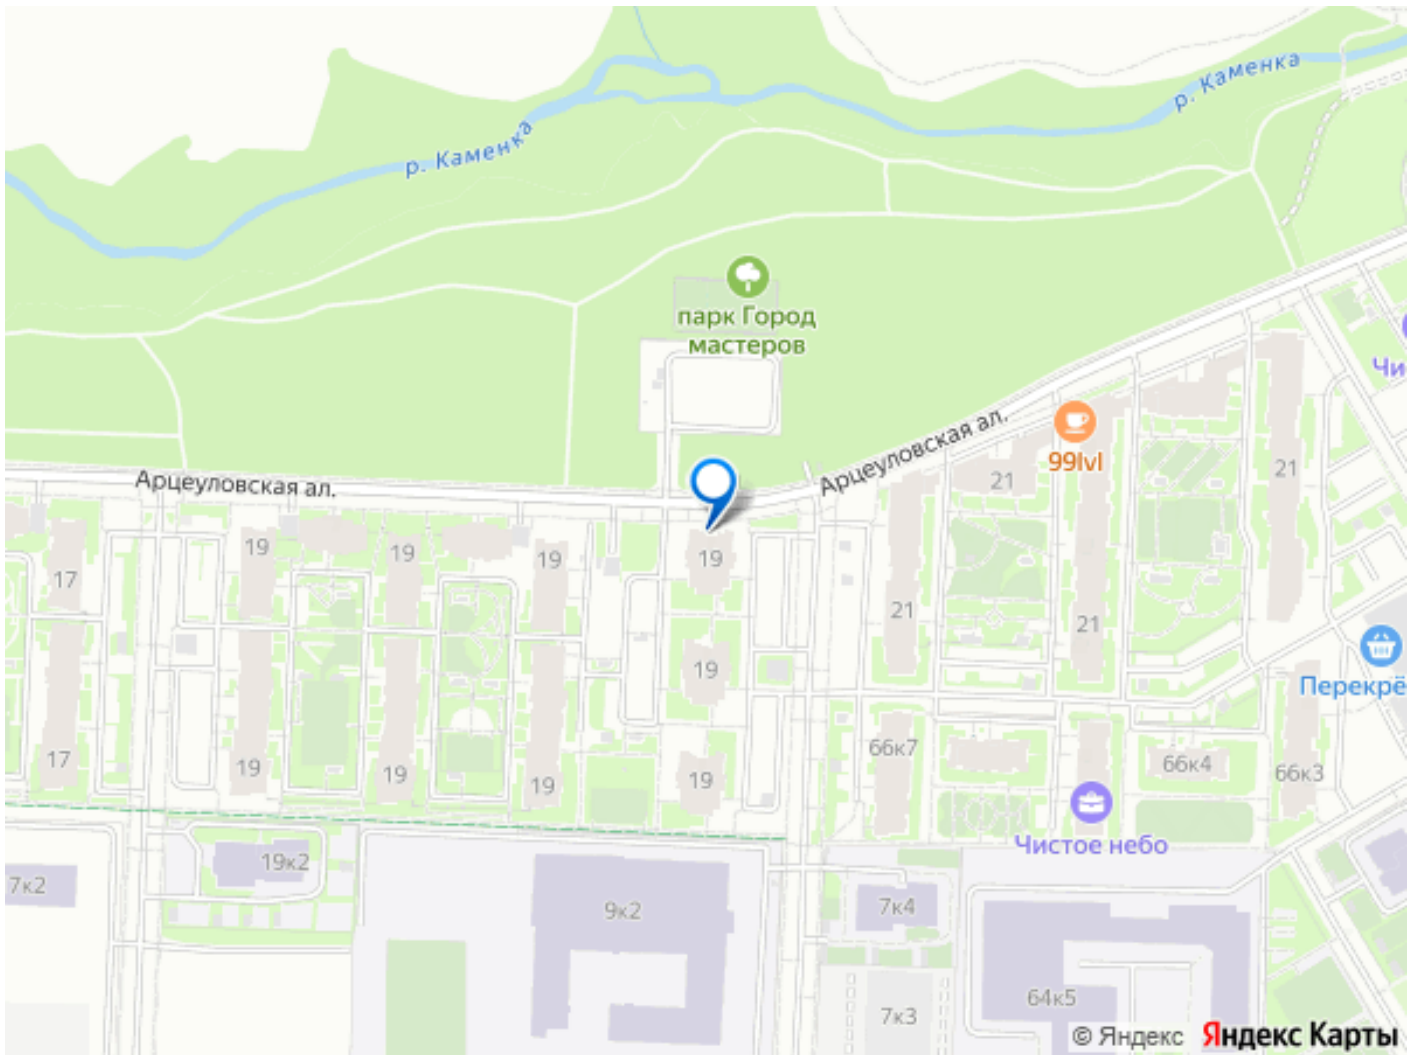 р. Каменка
р. Каменка
парк Город
мастеров
Арцеуловская ал.
Арцеуловская ал.
99lvl
Чи
21
21
19
19
19
19
17
21
21
19
Перекрё
17
19
19
19
19
66к7
66к4
66к3
Чистое небо
19к2
7к2
9к2
7к4
64к5
7к3
© Яндекс Яндекс Карты